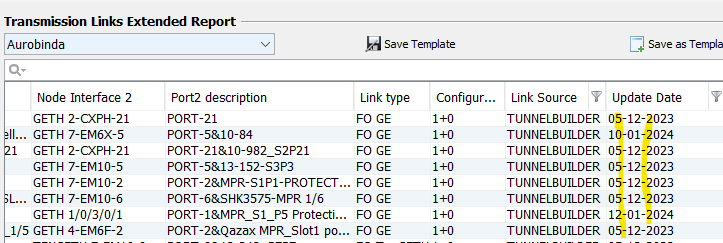 Transmission Links Extended Report
Aurobinda Save Template Save as Templa
Node Interface 2 Port2 description Link type Configur... Link Source Update Date
GETH 2-CXPH-21 PORT-21 FO GE 1+0 TUNNELBUILDER 05-12-2023
ell... GETH 7-EM6X-5 PORT-5&10-84 FO GE 1+0 TUNNELBUILDER 10-01-2024
21 GETH 2-CXPH-21 PORT-21&10-982_S2P21 FO GE 1+0 TUNNELBUILDER 05-12-2023
GETH 7-EM10-5 PORT-5&13-152-S3P3 FO GE 1+0 TUNNELBUILDER 05-12-2023
GETH 7-EM10-2 PORT-2&MPR-S1P1-PROTECT... FO GE 1+0 TUNNELBUILDER 05-12-2023
SL... GETH 7-EM10-6 PORT-6&SHK3575-MPR 1/6 FO GE 1+0 TUNNELBUILDER 05-12-2023
GETH 1/0/3/0/1 PORT-1&MPR_S1_P5 Protecti... FO GE 1+0 TUNNELBUILDER 12-01-2024
_1/5 GETH 4-EM6F-2 PORT-2&Qazax MPR_Slot1 po... FO GE 1+0 TUNNELBUILDER 05-12-2023